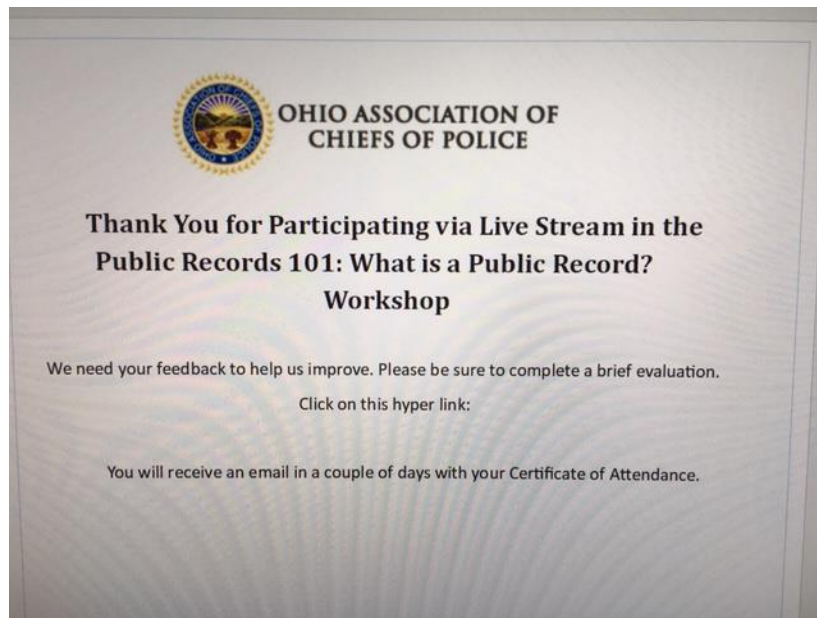 OHIO ASSOCIATION OF
CHIEFS OF POLICE
Thank You for Participating via Live Stream in the
Public Records 101: What is a Public Record?
Workshop
We need your feedback to help us improve. Please be sure to complete a brief evaluation.
Click on this hyper link:
You will receive an email in a couple of days with your Certificate of Attendance.